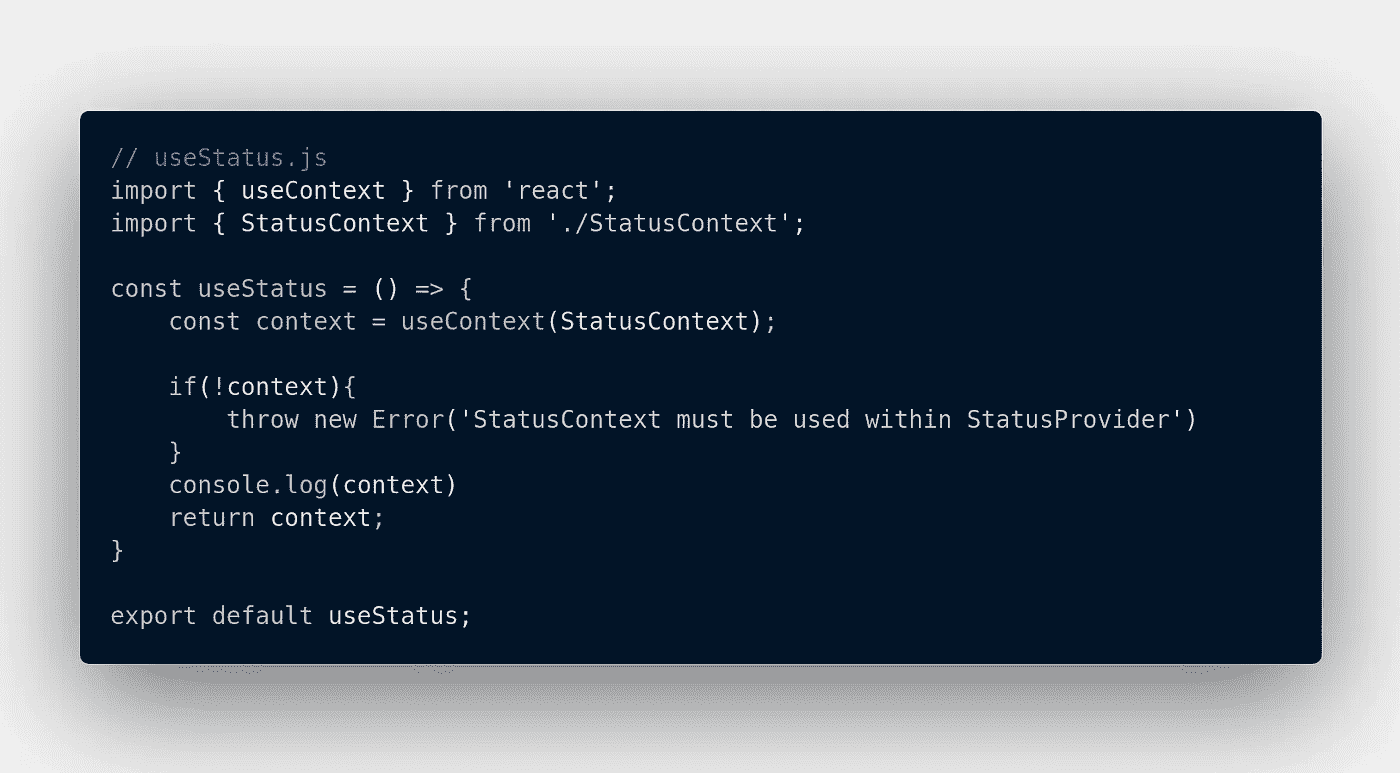 // useStatus.js
import { useContext } from 'react';
import { StatusContext } from './StatusContext';

const useStatus = () => {
    const context = useContext(StatusContext);

    if(!context){
        throw new Error('StatusContext must be used within StatusProvider')
    }
    console.log(context)
    return context;
}

export default useStatus;